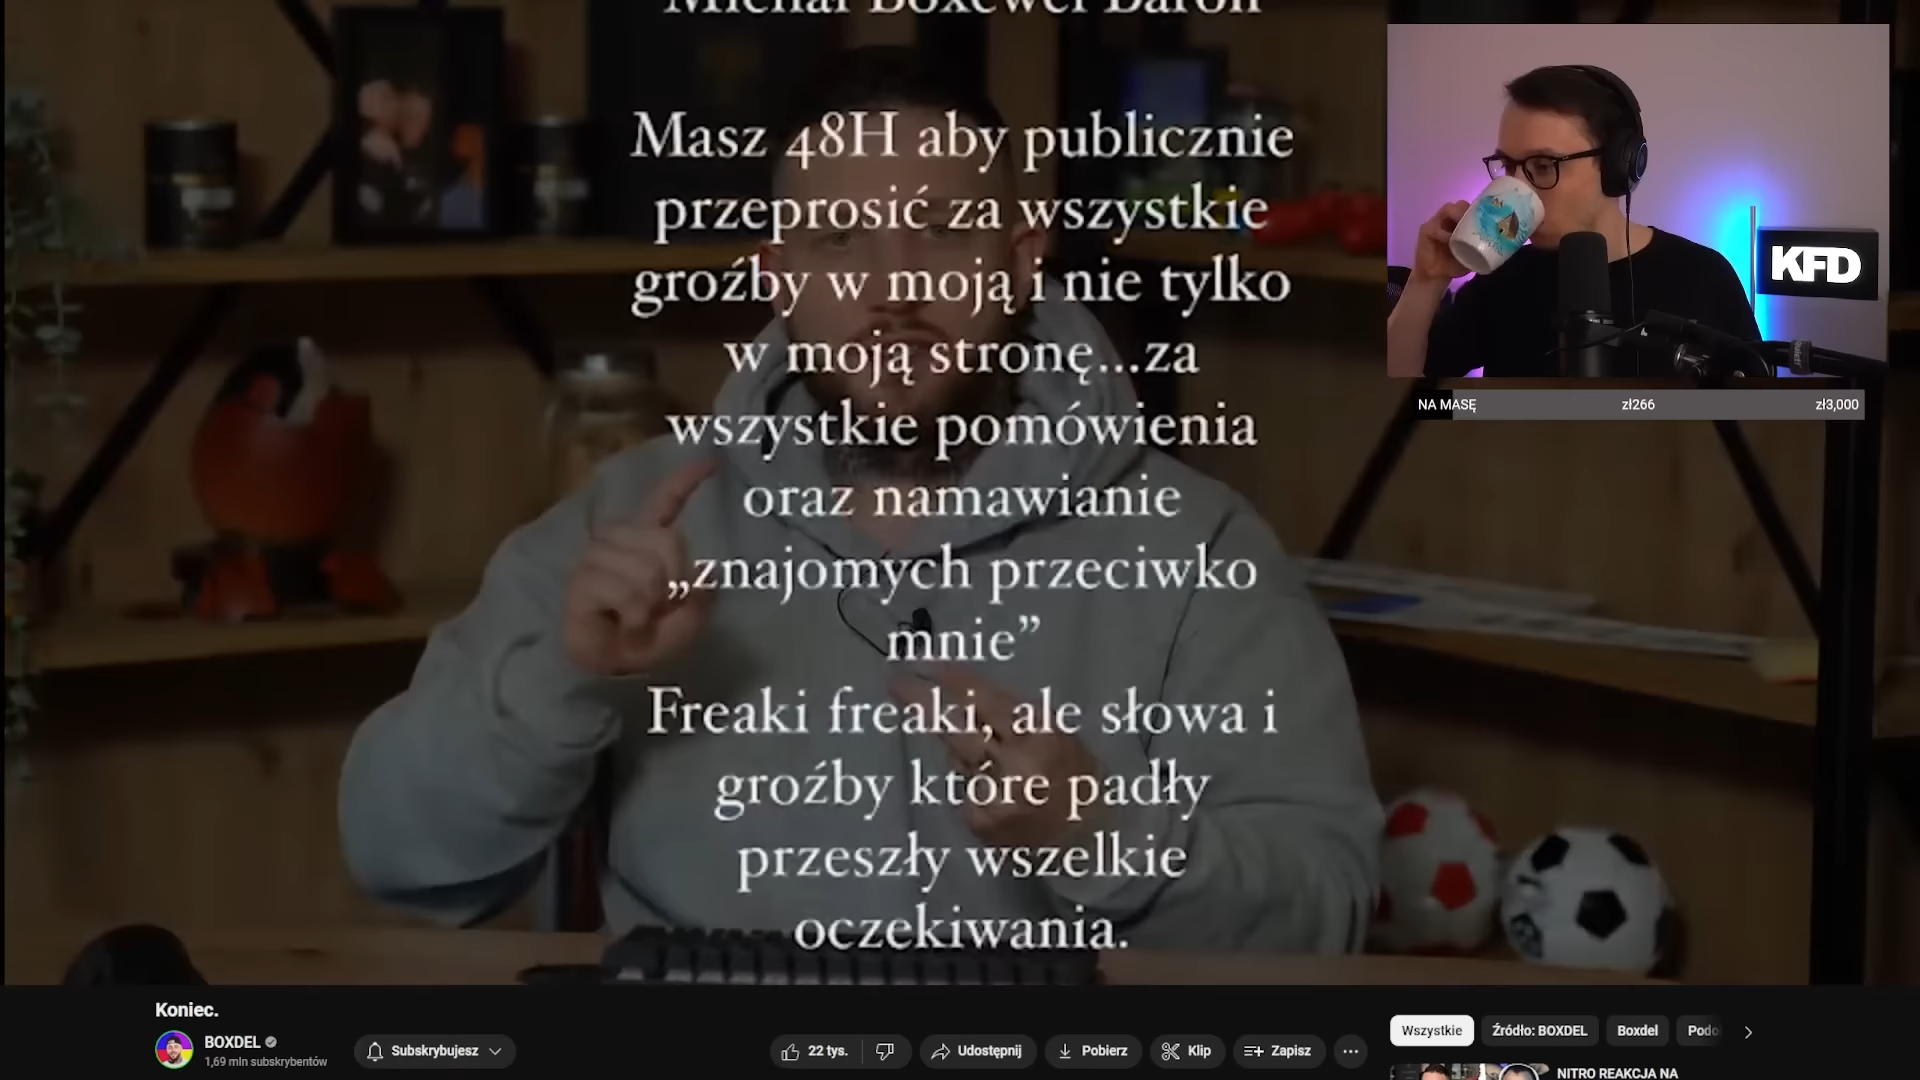 Masz 48H aby publicznie
przeprosić za wszystkie
groźby w moją i nie tylko
w moją stronę...za
wszystkie pomówienia
oraz namawianie
„znajomych przeciwko
mnie”
Freaki freaki, ale słowa i
groźby które padły
przeszły wszelkie
oczekiwania.
KFD
NA MASĘ zł266 zł3,000
Koniec.
BOXDEL
1,69 mln subskrybentów
Subskrybujesz
22 tys.
Udostępnij
Pobierz
Klip
Zapisz
Wszystkie
Źródło: BOXDEL
Boxdel
Podo
NITRO REAKCJA NA